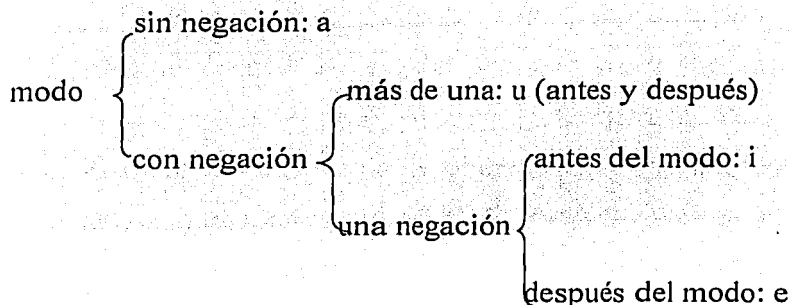 sin negación: a
modo
más de una: u (antes y después)
con negación
antes del modo: i
una negación
después del modo: e